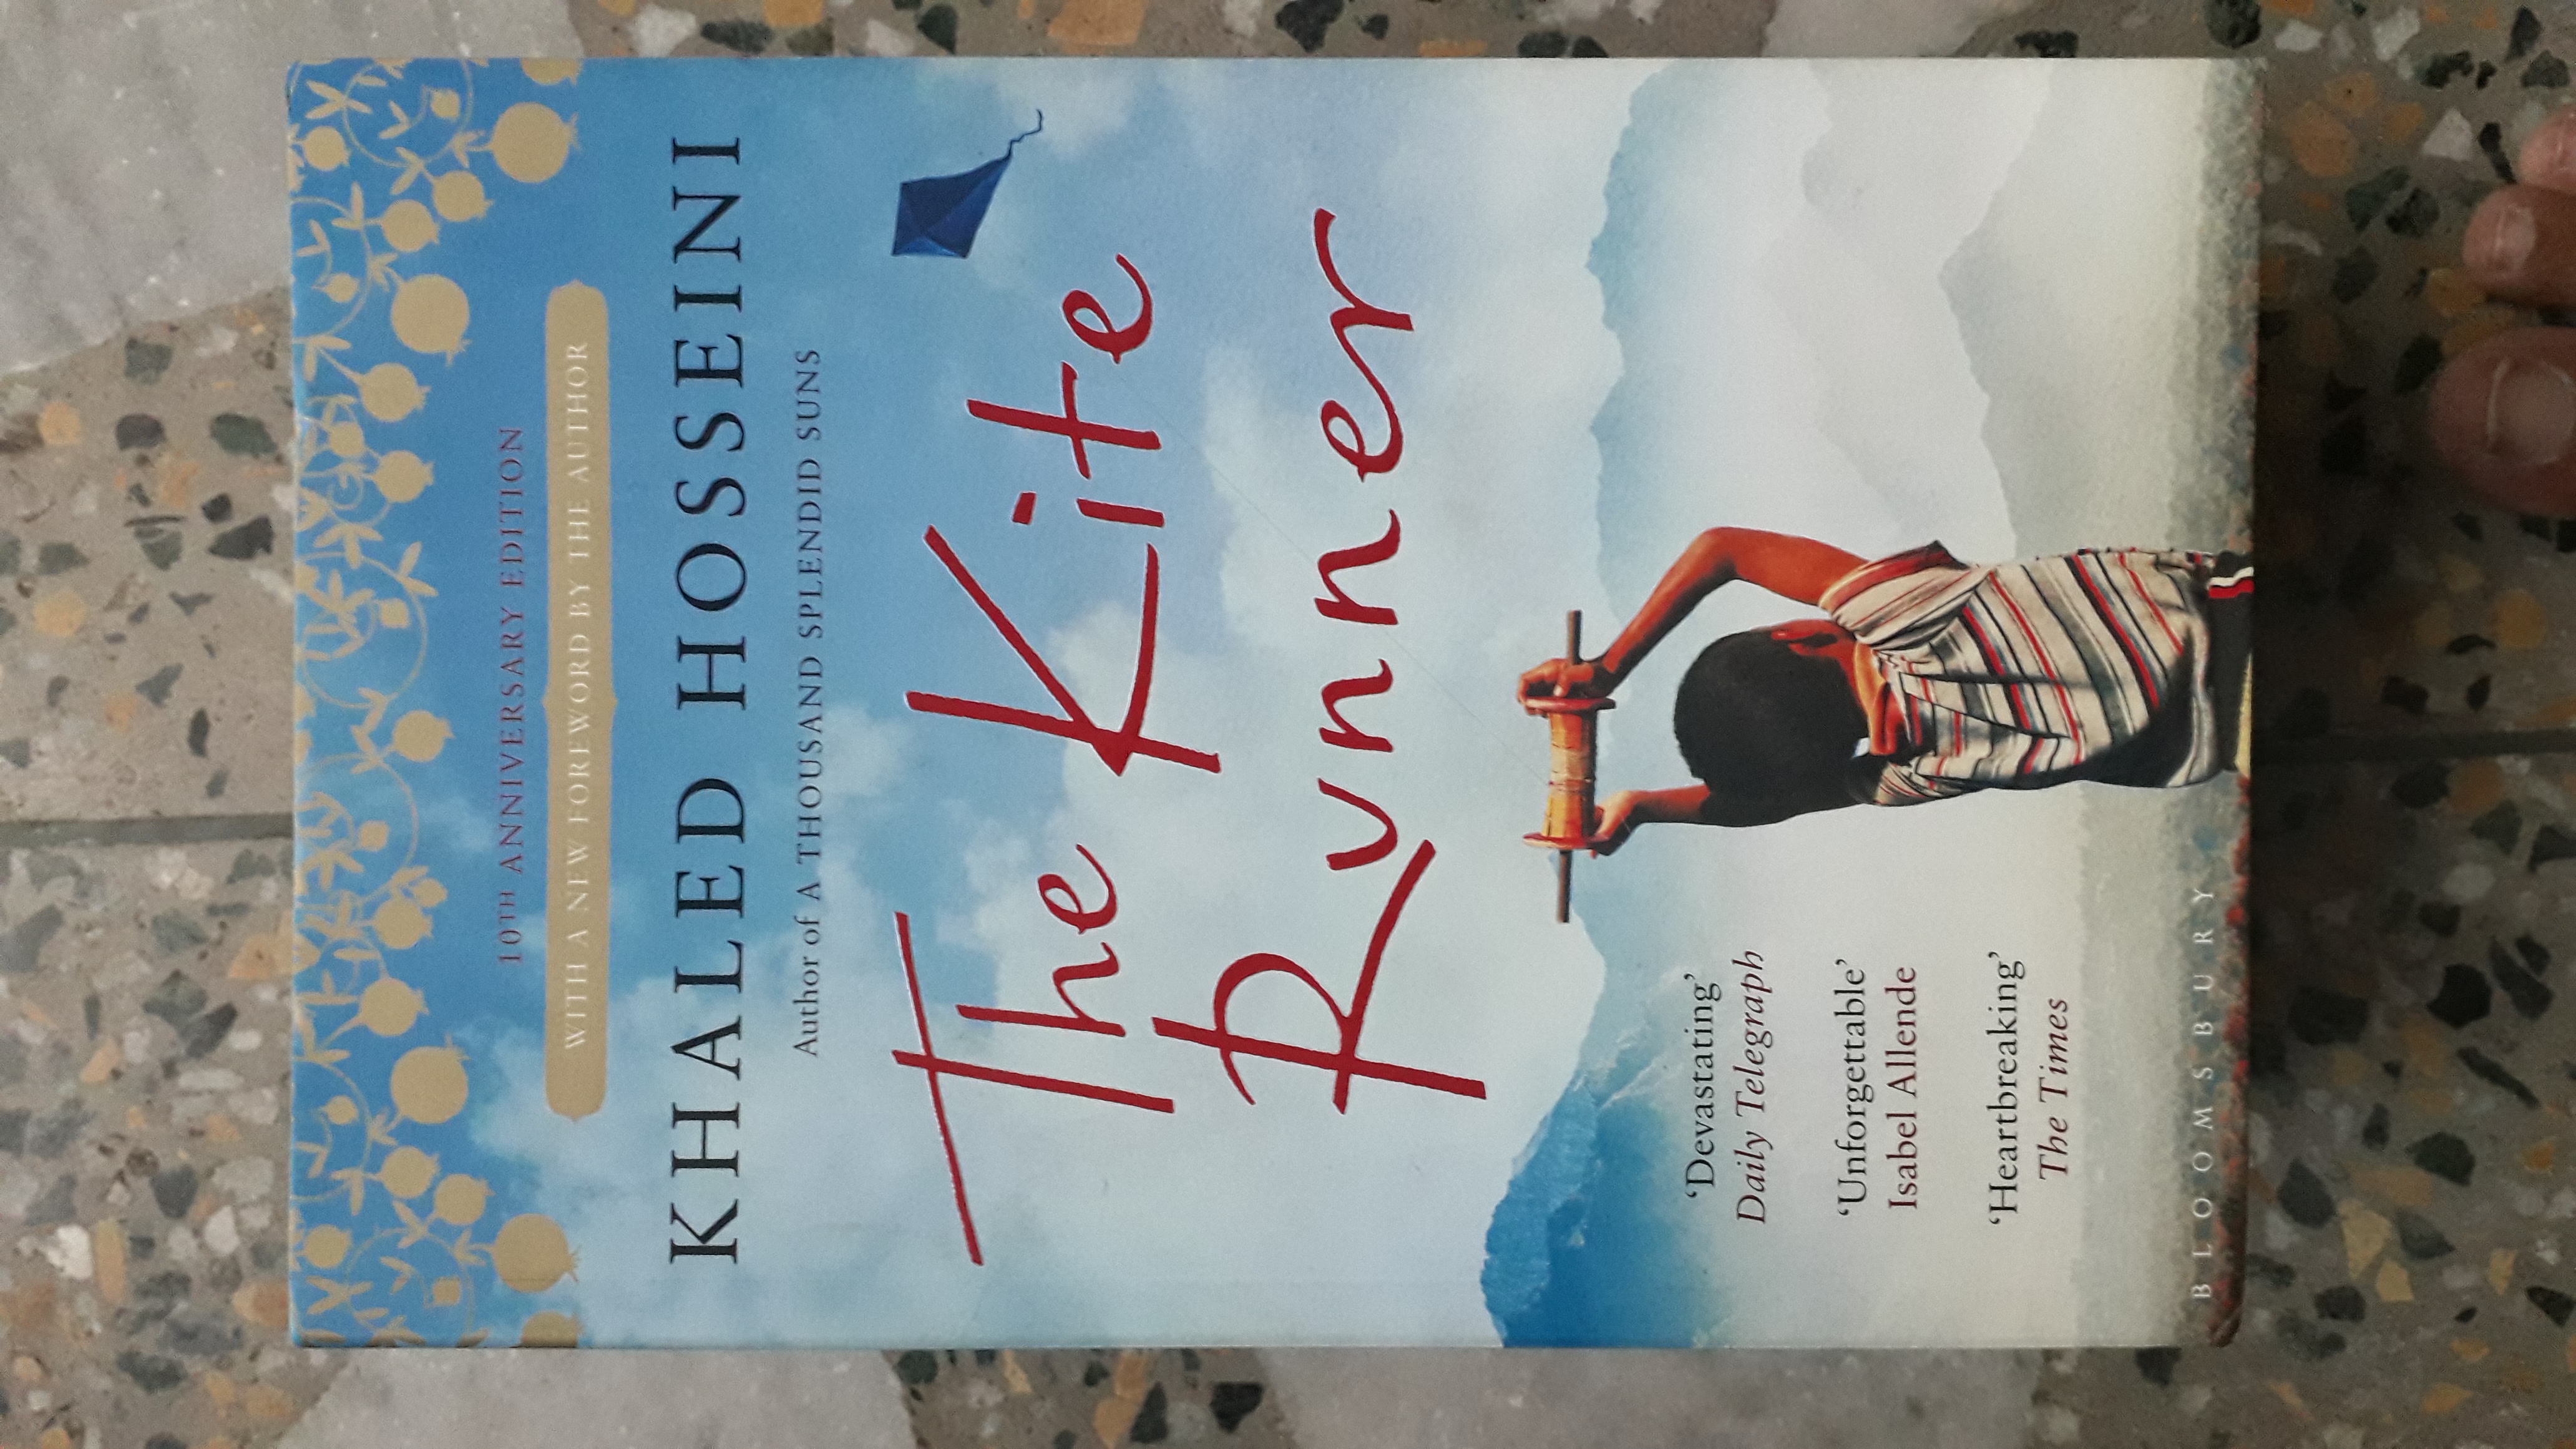 10TH ANNIVERSARY EDITION
WITH A NEW FOREWORD BY THE AUTHOR
KHALED HOSSEINI
Author of A THOUSAND SPLENDID SUNS
The Kite
Runner
‘Devastating’
Daily Telegraph
‘Unforgettable’
Isabel Allende
‘Heartbreaking’
The Times
BLOOMSBURY